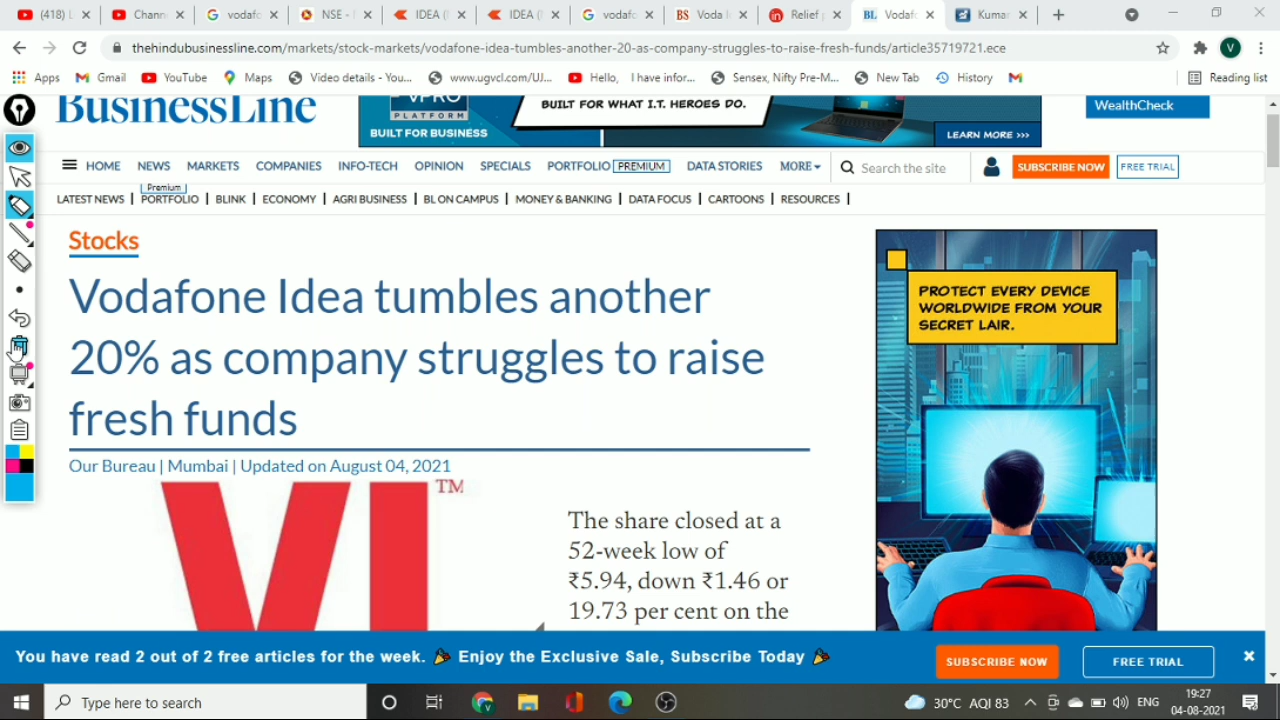 (418) L
Chann
vodafo
NSE - 
IDEA (
IDEA (
vodafo
Voda I
Relief p
Vodaf
Kuma
thehindubusinessline.com/markets/stock-markets/vodafone-idea-tumbles-another-20-as-company-struggles-to-raise-fresh-funds/article35719721.ece
Apps Gmail YouTube Maps Video details - You... www.ugvcl.com/UJ... Hello, I have infor... Sensex, Nifty Pre-M... New Tab History Reading list
BusinessLine
VPRO
PLATFORM
BUILT FOR BUSINESS
BUILT FOR WHAT I.T. HEROES DO.
LEARN MORE >>>
WealthCheck
HOME NEWS MARKETS COMPANIES INFO-TECH OPINION SPECIALS PORTFOLIO PREMIUM DATA STORIES MORE Search the site SUBSCRIBE NOW FREE TRIAL
Premium
LATEST NEWS | PORTFOLIO | BLINK | ECONOMY | AGRI BUSINESS | BL ON CAMPUS | MONEY & BANKING | DATA FOCUS | CARTOONS | RESOURCES |
Stocks
Vodafone Idea tumbles another
20% as company struggles to raise
fresh funds
Our Bureau | Mumbai | Updated on August 04, 2021
VI TM
The share closed at a
52-week low of
₹5.94, down ₹1.46 or
19.73 per cent on the
PROTECT EVERY DEVICE
WORLDWIDE FROM YOUR
SECRET LAIR.
You have read 2 out of 2 free articles for the week. 🎉 Enjoy the Exclusive Sale, Subscribe Today 🎉
SUBSCRIBE NOW
FREE TRIAL
Type here to search
30°C AQI 83
ENG
19:27
04-08-2021